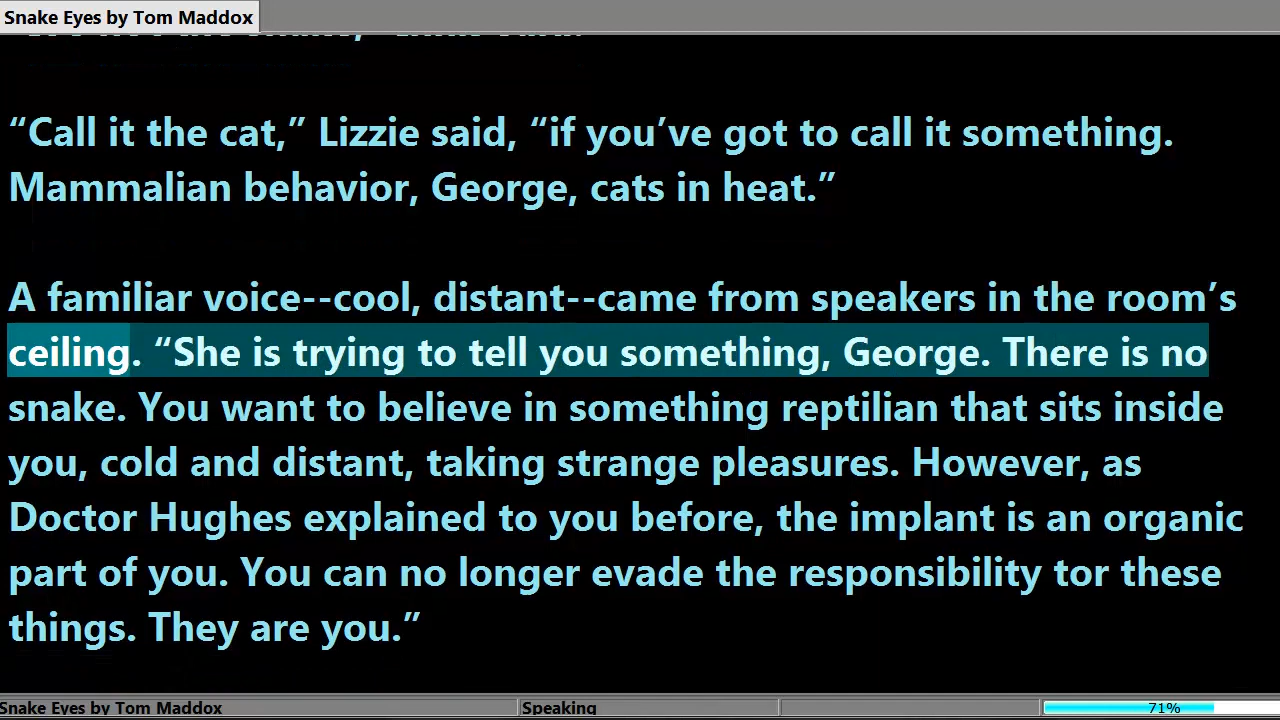 Snake Eyes by Tom Maddox
“Call it the cat,” Lizzie said, “if you’ve got to call it something.
Mammalian behavior, George, cats in heat.”
A familiar voice--cool, distant--came from speakers in the room’s
ceiling. “She is trying to tell you something, George. There is no
snake. You want to believe in something reptilian that sits inside
you, cold and distant, taking strange pleasures. However, as
Doctor Hughes explained to you before, the implant is an organic
part of you. You can no longer evade the responsibility tor these
things. They are you.”
Snake Eyes by Tom Maddox
Speaking
71%